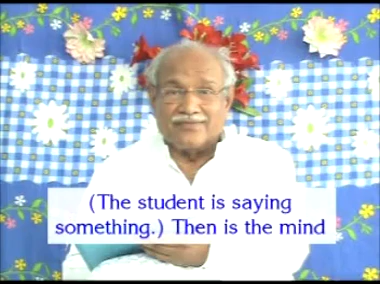 (The student is saying
something.) Then is the mind